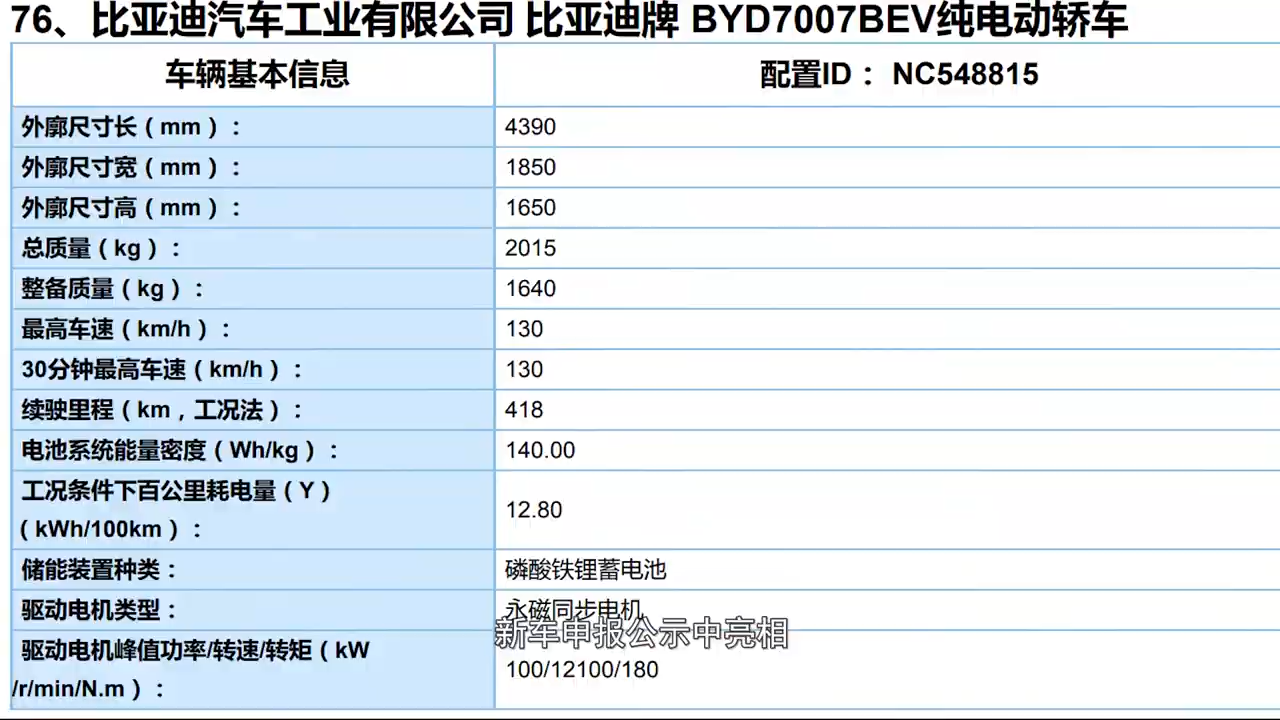 76、比亚迪汽车工业有限公司 比亚迪牌 BYD7007BEV纯电动轿车
车辆基本信息 配置ID： NC548815
外廓尺寸长（mm）： 4390
外廓尺寸宽（mm）： 1850
外廓尺寸高（mm）： 1650
总质量（kg）： 2015
整备质量（kg）： 1640
最高车速（km/h）： 130
30分钟最高车速（km/h）： 130
续驶里程（km，工况法）： 418
电池系统能量密度（Wh/kg）： 140.00
工况条件下百公里耗电量（Y）
（kWh/100km）： 12.80
储能装置种类： 磷酸铁锂蓄电池
驱动电机类型： 永磁同步电机
新车申报公示中亮相
驱动电机峰值功率/转速/转矩（kW
/r/min/N.m）： 100/12100/180